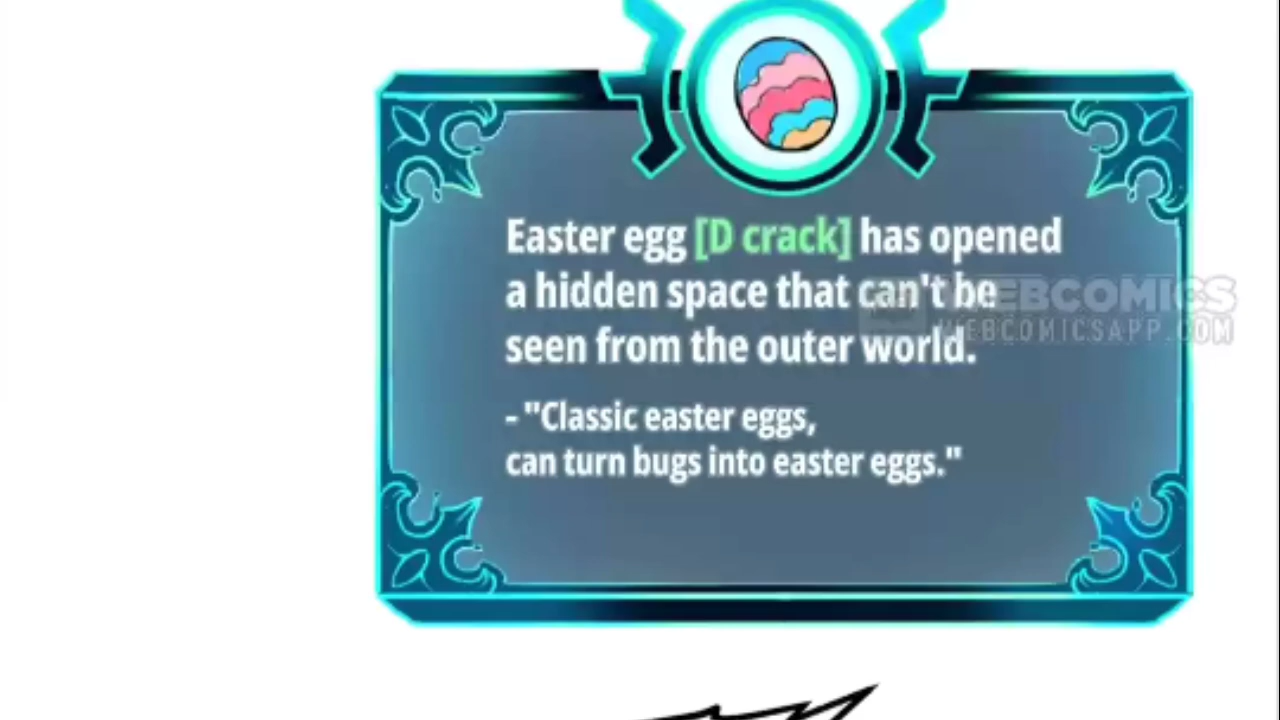 Easter egg [D crack] has opened
a hidden space that can't be
seen from the outer world.
- "Classic easter eggs,
can turn bugs into easter eggs."
WEBCOMICS
WEBCOMICSAPP.COM